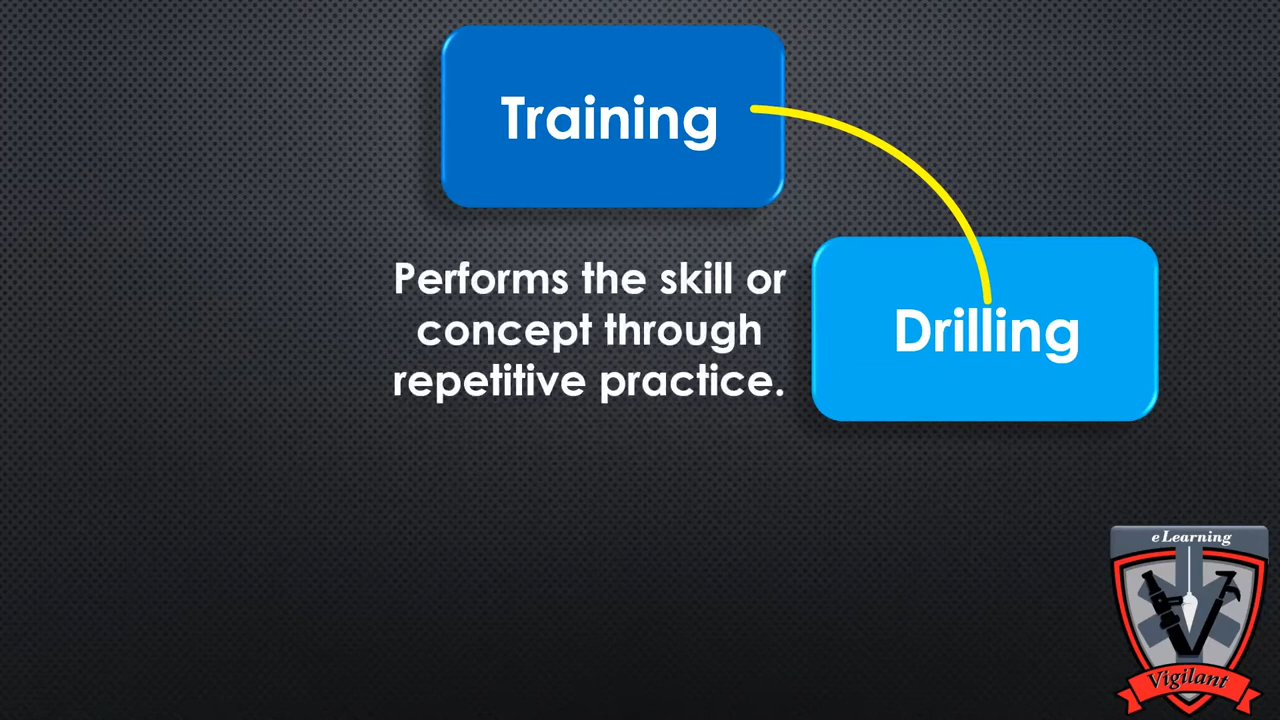 Training
Performs the skill or
concept through
repetitive practice.
Drilling
eLearning
Vigilant